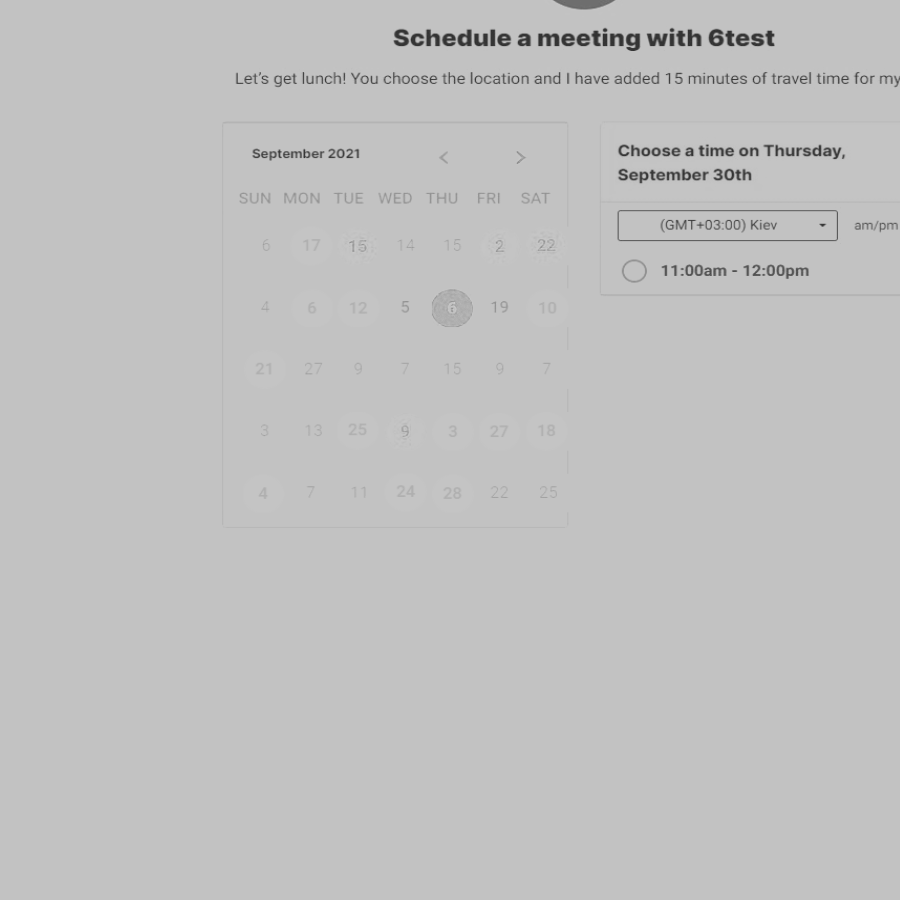 Schedule a meeting with 6test
Let's get lunch! You choose the location and I have added 15 minutes of travel time for my
September 2021
SUN MON TUE WED THU FRI SAT
6 17 15 14 15 2 22
4 6 12 5 6 19 10
21 27 9 7 15 9 7
3 13 25 9 3 27 18
4 7 11 24 28 22 25
Choose a time on Thursday,
September 30th
(GMT+03:00) Kiev am/pm
11:00am - 12:00pm